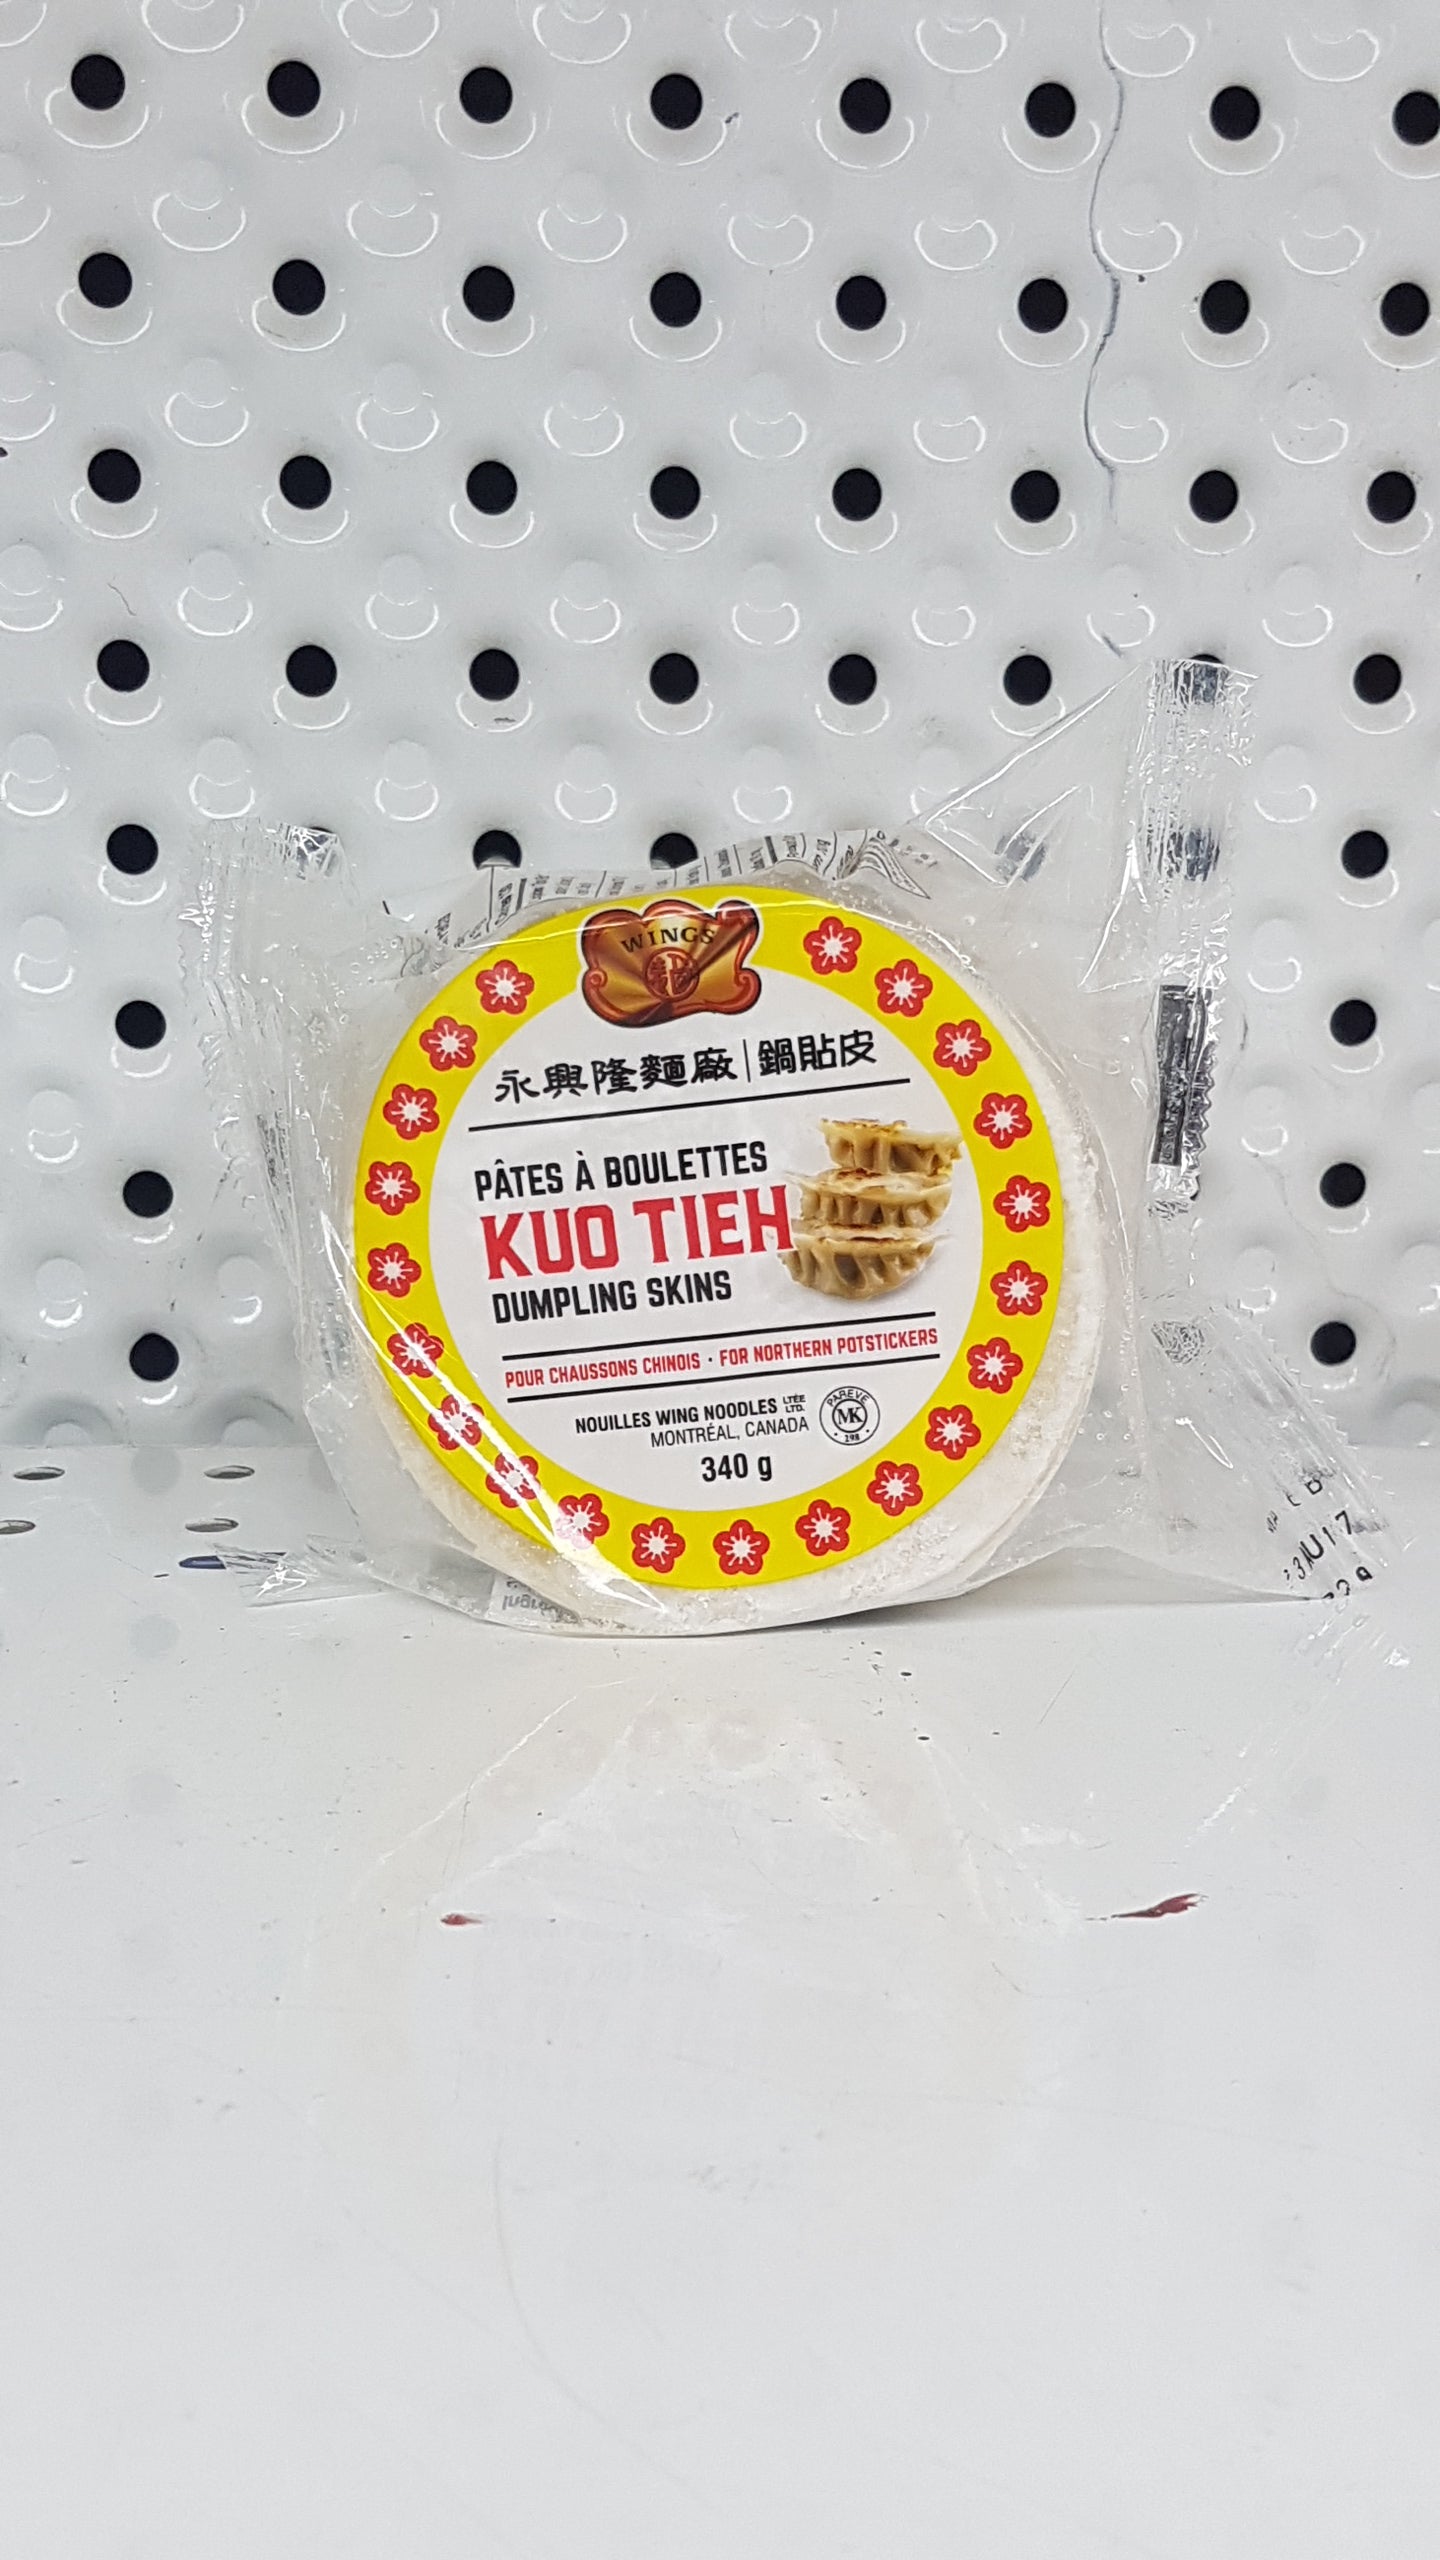 WINGS
永興隆麵廠|鍋貼皮
PÂTES À BOULETTES
KUO TIEH
DUMPLING SKINS
POUR CHAUSSONS CHINOIS · FOR NORTHERN POTSTICKERS
NOUILLES WING NOODLES LTÉE LTD.
MONTRÉAL, CANADA
PAREVE
MK
· 298 ·
340 g